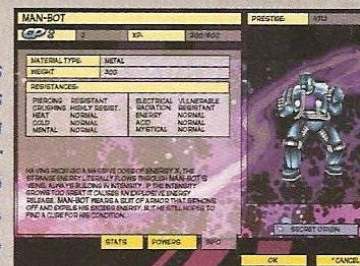 MAN-BOT
PRESTIGE:
CP 2 XP: 200/600
MATERIAL TYPE: METAL
WEIGHT 300
RESISTANCES:
PIERCING RESISTANT ELECTRICAL VULNERABLE
CRUSHING HIGHLY RESIST. RADIATION RESISTANT
HEAT NORMAL ENERGY NORMAL
COLD NORMAL ACID NORMAL
MENTAL NORMAL MYSTICAL NORMAL
HAVING RECEIVED A MASSIVE DOSE OF ENERGY X, THE
STRANGE ENERGY LITERALLY FLOWS THROUGH MAN-BOT'S
VEINS, ALWAYS BUILDING IN INTENSITY. IF THE INTENSITY
GROWS TOO GREAT IT CAUSES AN EXPLOSIVE ENERGY
RELEASE. MAN-BOT WEARS A SUIT OF ARMOR THAT SIPHONS
OFF AND EXPELS HIS EXCESS ENERGY, BUT HE STILL HOPES TO
FIND A CURE FOR HIS CONDITION.
SECRET ORIGIN
STATS POWERS INFO
OK CANCEL